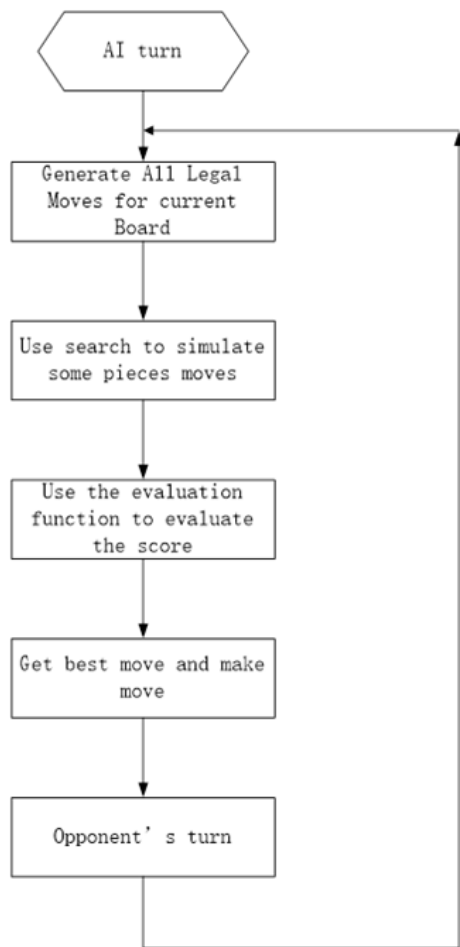 AI turn
Generate All Legal
Moves for current
Board
Use search to simulate
some pieces moves
Use the evaluation
function to evaluate
the score
Get best move and make
move
Opponent’s turn